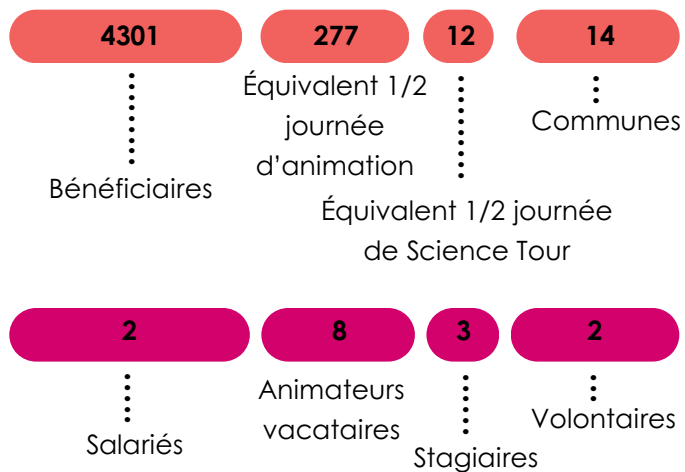 4301 277 12 14
Équivalent 1/2
journée
d’animation
Communes
Bénéficiaires
Équivalent 1/2 journée
de Science Tour
2 8 3 2
Animateurs
vacataires
Volontaires
Salariés
Stagiaires